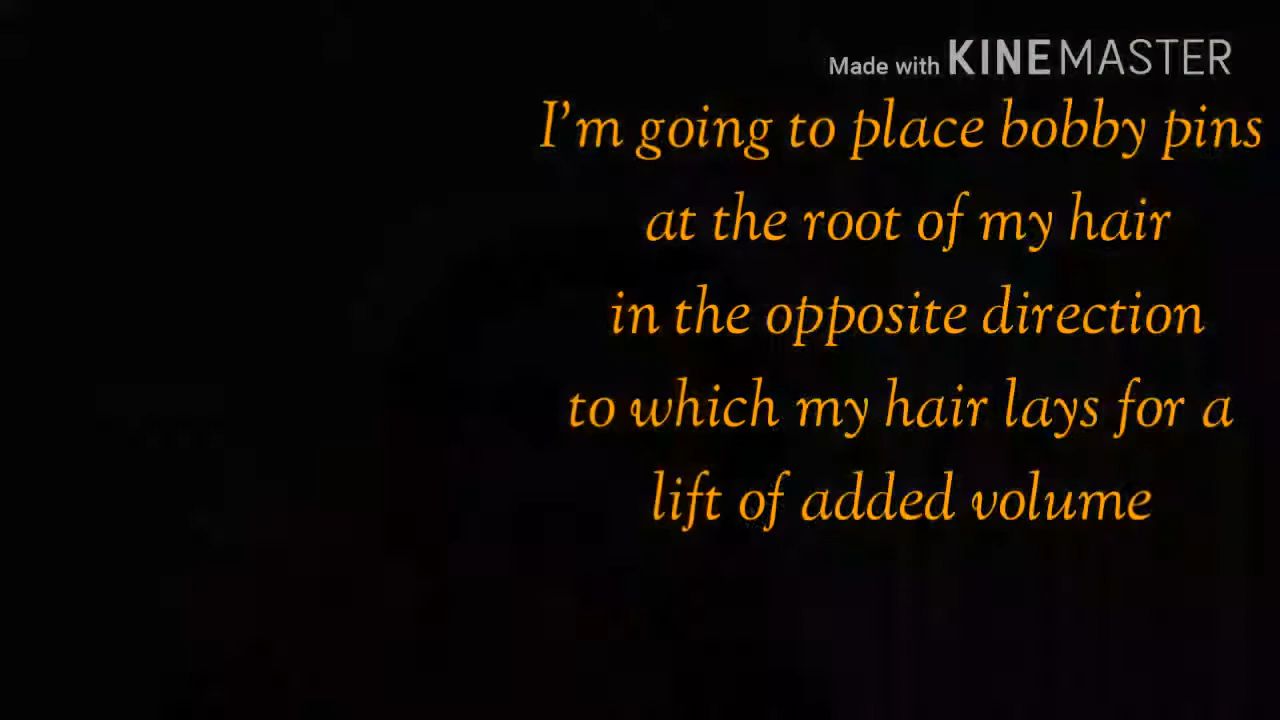 Made with KINEMASTER
I'm going to place bobby pins
at the root of my hair
in the opposite direction
to which my hair lays for a
lift of added volume